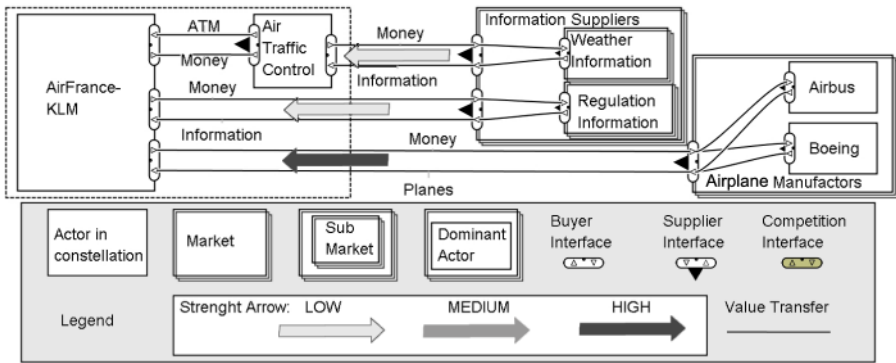 ATM
Air
Traffic
Control
Money
AirFrance-
KLM
Money
Information
Information Suppliers
Weather
Information
Regulation
Information
Money
Information
Money
Planes
Airbus
Boeing
Airplane Manufactors
Actor in
constellation
Market
Sub
Market
Dominant
Actor
Buyer
Interface
Supplier
Interface
Competition
Interface
Legend
Strenght Arrow:
LOW
MEDIUM
HIGH
Value Transfer